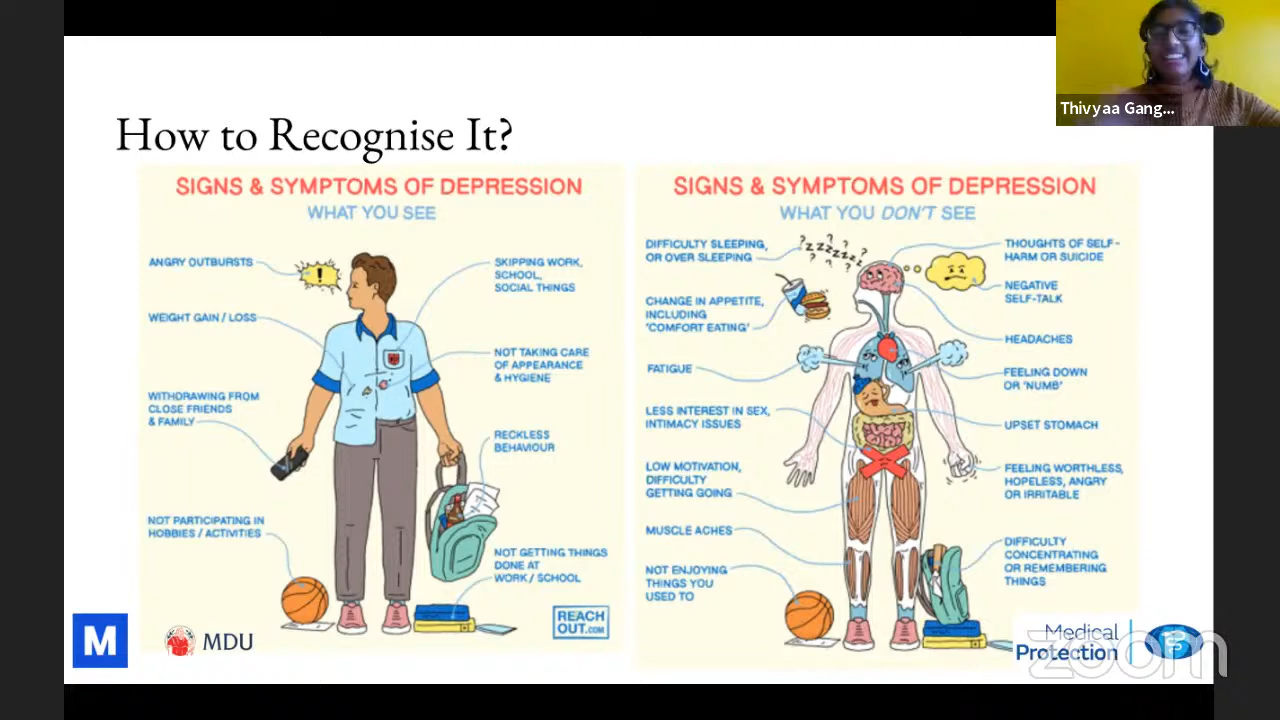 Thivyaa Gang...
How to Recognise It?
SIGNS & SYMPTOMS OF DEPRESSION
WHAT YOU SEE
ANGRY OUTBURSTS
!
WEIGHT GAIN / LOSS
WITHDRAWING FROM
CLOSE FRIENDS
& FAMILY
NOT PARTICIPATING IN
HOBBIES / ACTIVITIES
SKIPPING WORK,
SCHOOL,
SOCIAL THINGS
NOT TAKING CARE
OF APPEARANCE
& HYGIENE
RECKLESS
BEHAVIOUR
NOT GETTING THINGS
DONE AT
WORK / SCHOOL
REACH
OUT.COM
SIGNS & SYMPTOMS OF DEPRESSION
WHAT YOU DON'T SEE
DIFFICULTY SLEEPING,
OR OVER SLEEPING
CHANGE IN APPETITE,
INCLUDING
'COMFORT EATING'
FATIGUE
LESS INTEREST IN SEX,
INTIMACY ISSUES
LOW MOTIVATION,
DIFFICULTY
GETTING GOING
MUSCLE ACHES
NOT ENJOYING
THINGS YOU
USED TO
THOUGHTS OF SELF-
HARM OR SUICIDE
NEGATIVE
SELF-TALK
HEADACHES
FEELING DOWN
OR 'NUMB'
UPSET STOMACH
FEELING WORTHLESS,
HOPELESS, ANGRY
OR IRRITABLE
DIFFICULTY
CONCENTRATING
OR REMEMBERING
THINGS
M
MDU
Medical
Protection
zoom